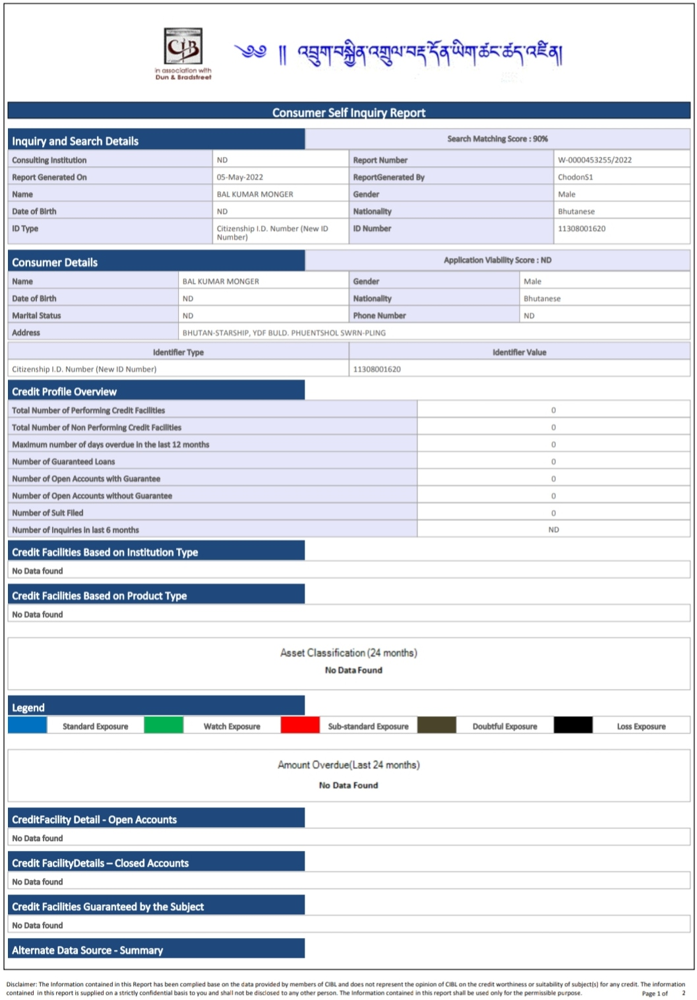 CIB
in association with
Dun & Bradstreet
༄༅ །། འབྲུག་བསྐྱིན་འགྲུལ་བརྡ་དོན་ཡིག་ཚང་ཚད་འཛིན།
Consumer Self Inquiry Report
Inquiry and Search Details Search Matching Score : 90%
Consulting Institution ND Report Number W-0000453255/2022
Report Generated On 05-May-2022 ReportGenerated By ChodonS1
Name BAL KUMAR MONGER Gender Male
Date of Birth ND Nationality Bhutanese
ID Type Citizenship I.D. Number (New ID ID Number 11308001620
Number)
Consumer Details Application Viability Score : ND
Name BAL KUMAR MONGER Gender Male
Date of Birth ND Nationality Bhutanese
Marital Status ND Phone Number ND
Address BHUTAN-STARSHIP, YDF BULD. PHUENTSHOL SWRN-PLING
Identifier Type Identifier Value
Citizenship I.D. Number (New ID Number) 11308001620
Credit Profile Overview
Total Number of Performing Credit Facilities 0
Total Number of Non Performing Credit Facilities 0
Maximum number of days overdue in the last 12 months 0
Number of Guaranteed Loans 0
Number of Open Accounts with Guarantee 0
Number of Open Accounts without Guarantee 0
Number of Suit Filed 0
Number of Inquiries in last 6 months ND
Credit Facilities Based on Institution Type
No Data found
Credit Facilities Based on Product Type
No Data found
Asset Classification (24 months)
No Data Found
Legend
Standard Exposure Watch Exposure Sub-standard Exposure Doubtful Exposure Loss Exposure
Amount Overdue(Last 24 months)
No Data Found
CreditFacility Detail - Open Accounts
No Data found
Credit FacilityDetails – Closed Accounts
No Data found
Credit Facilities Guaranteed by the Subject
No Data found
Alternate Data Source - Summary
Disclaimer: The Information contained in this Report has been complied base on the data provided by members of CIBL and does not represent the opinion of CIBL on the credit worthiness or suitability of subject(s) for any credit. The information
contained in this report is supplied on a strictly confidential basis to you and shall not be disclosed to any other person. The Information contained in this report shall be used only for the permissible purpose. Page 1 of 2